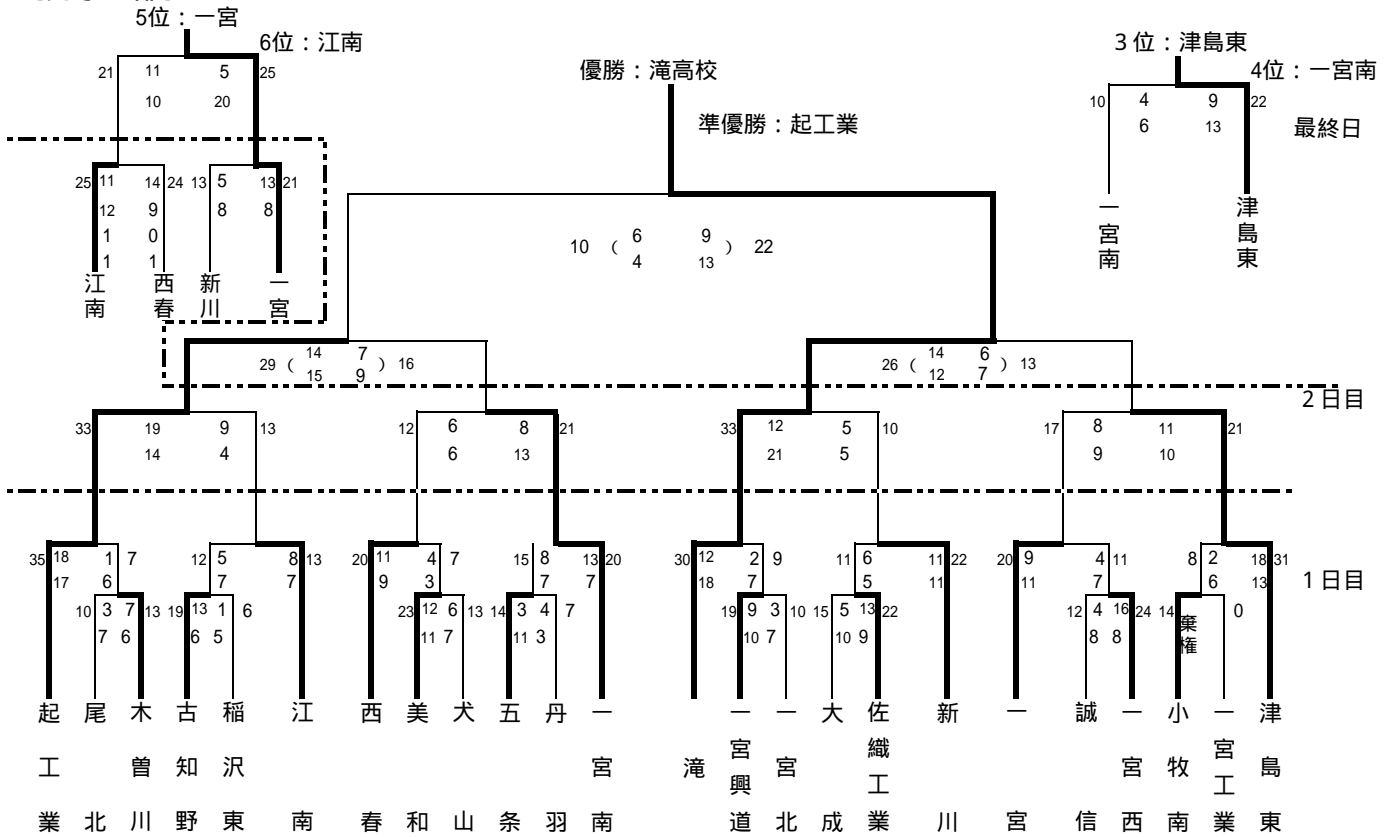 5位：一宮
6位：江南
21 11 5 25
10 20
優勝：滝高校
準優勝：起工業
3位：津島東
4位：一宮南
10 4 9 22
6 13
最終日
一宮南
津島東
25 11 14 24 13 5 13 21
12 9 8 8
1 0
1 1
江南
西春
新川
一宮
10 ( 6 9 ) 22
4 13
29 ( 14 7 ) 16
15 9
26 ( 14 6 ) 13
12 7
2日目
33 19 9 13 12 6 8 21 33 12 5 10 17 8 11 21
14 4 6 13 21 5 9 10
35 18 1 7 12 5 8 13 20 11 4 7 15 8 13 20 30 12 2 9 11 6 11 22 20 9 4 11 8 2 18 31
17 6 7 7 9 3 7 7 18 7 5 11 11 7 6 13
1日目
10 3 7 13 19 13 1 6 23 12 6 13 14 3 4 7 19 9 3 10 15 5 13 22 12 4 16 24 14 棄権 0
7 6 6 5 11 7 11 3 10 7 10 9 8 8
起工業
尾北
木曽川
古知野
稲沢東
江南
西春
美和
犬山
五条
丹羽
一宮南
滝
一宮興道
一宮北
大成
佐織工業
新川
一宮
誠信
一宮西
小牧南
一宮工業
津島東